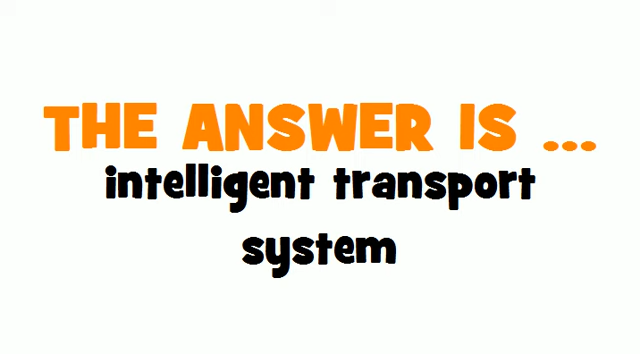 THE ANSWER IS ...
intelligent transport
system